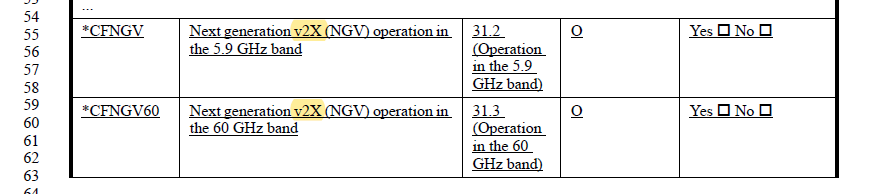 54
...
55
*CFNGV Next generation v2X (NGV) operation in 31.2 O Yes ☐ No ☐
56
the 5.9 GHz band (Operation
57
in the 5.9
58
GHz band)
59
*CFNGV60 Next generation v2X (NGV) operation in 31.3 O Yes ☐ No ☐
60
the 60 GHz band (Operation
61
in the 60
62
GHz band)
63